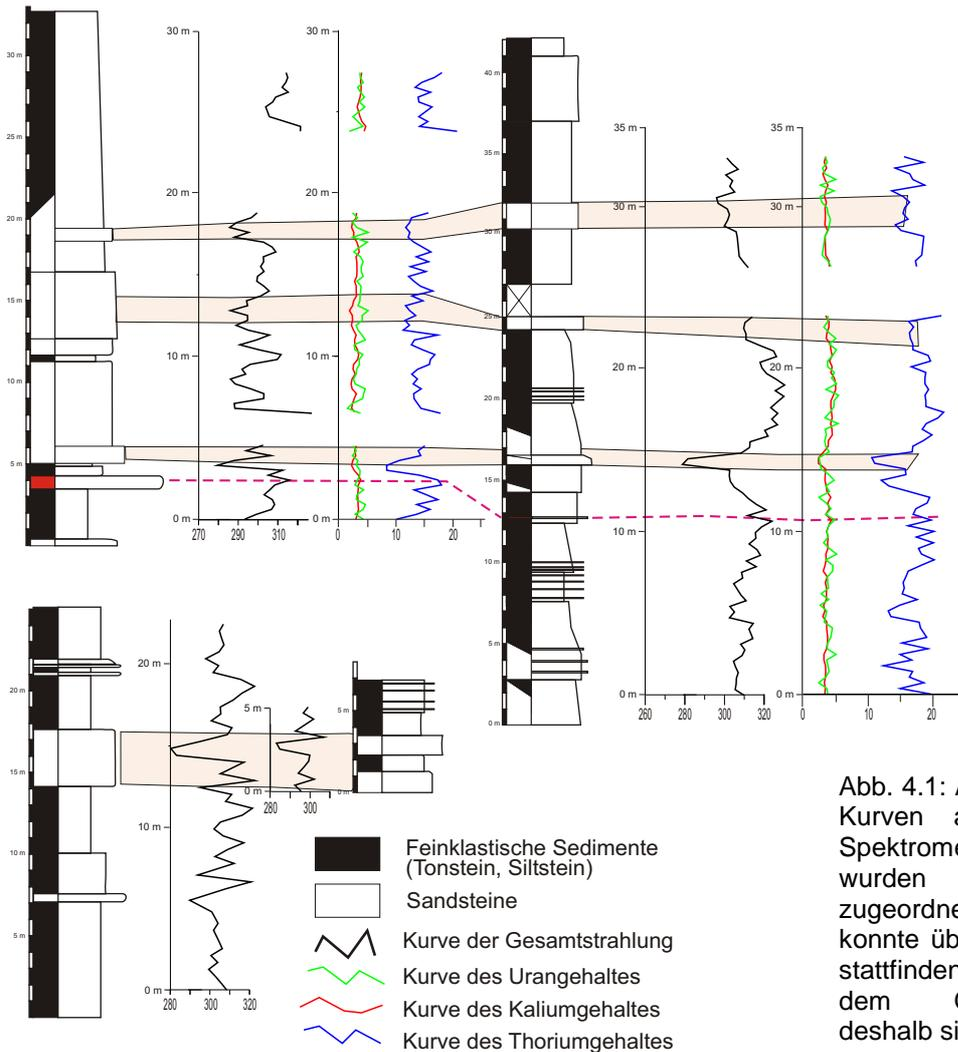 30 m
25 m
20 m
15 m
10 m
5 m
30 m
20 m
10 m
0 m
270 290 310
30 m
20 m
10 m
0 m
0 10 20
40 m
35 m
30 m
25 m
20 m
15 m
10 m
5 m
0 m
35 m
30 m
20 m
10 m
0 m
260 280 300 320
35 m
30 m
20 m
10 m
0 m
0 10 20
20 m
15 m
10 m
5 m
20 m
10 m
0 m
280 300 320
5 m
0 m
280 300
5 m
0 m
Feinklastische Sedimente
(Tonstein, Siltstein)
Sandsteine
Kurve der Gesamtstrahlung
Kurve des Urangehaltes
Kurve des Kaliumgehaltes
Kurve des Thoriumgehaltes
Abb. 4.1:
Kurven
Spektrome
wurden
zugeordne
konnte üb
stattfinden
dem
deshalb si